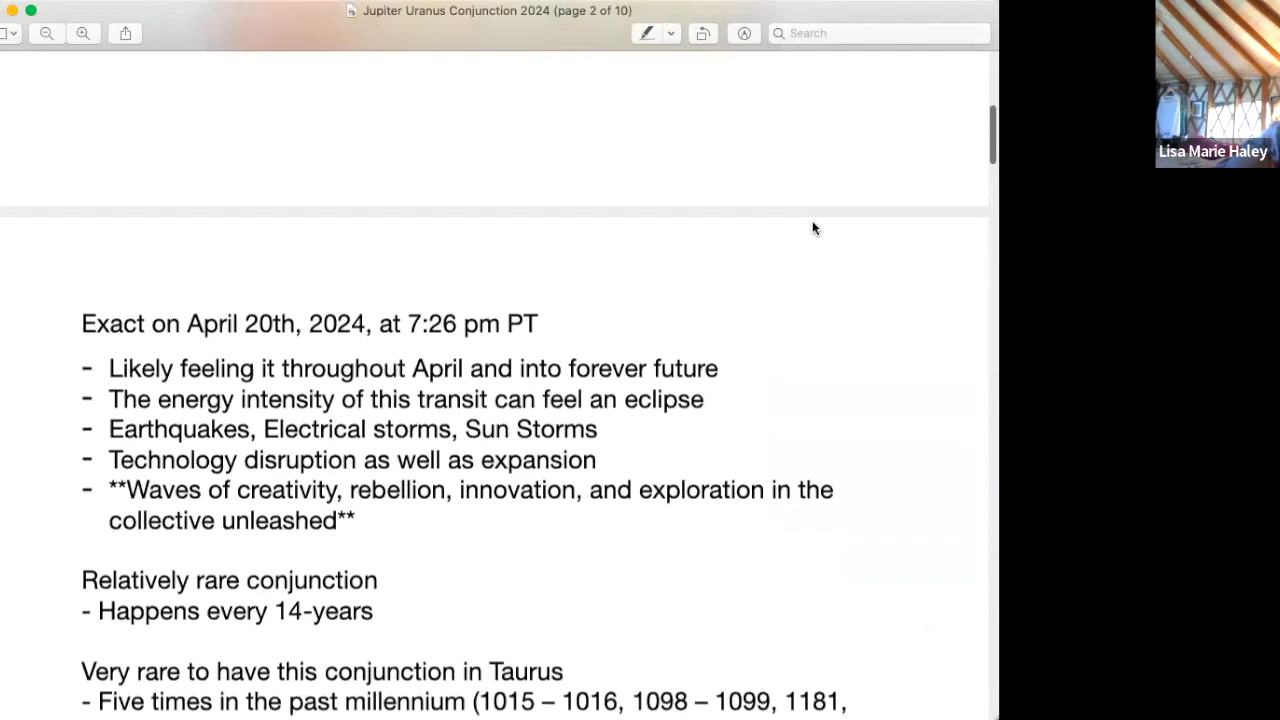 Jupiter Uranus Conjunction 2024 (page 2 of 10)
Search
Lisa Marie Haley
Exact on April 20th, 2024, at 7:26 pm PT
- Likely feeling it throughout April and into forever future
- The energy intensity of this transit can feel an eclipse
- Earthquakes, Electrical storms, Sun Storms
- Technology disruption as well as expansion
- **Waves of creativity, rebellion, innovation, and exploration in the
collective unleashed**
Relatively rare conjunction
- Happens every 14-years
Very rare to have this conjunction in Taurus
- Five times in the past millennium (1015 – 1016, 1098 – 1099, 1181,